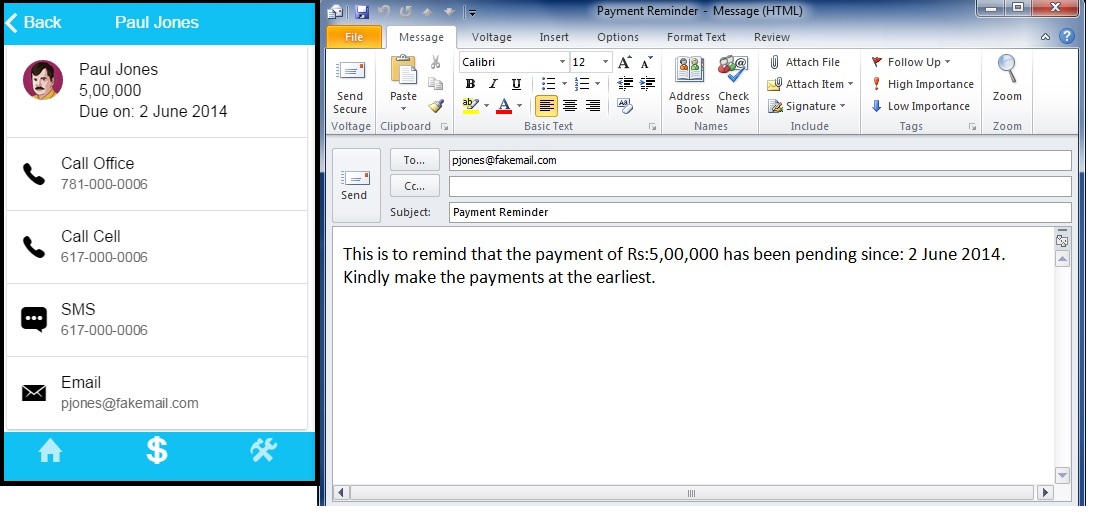 Back
Paul Jones
Paul Jones
5,00,000
Due on: 2 June 2014
Call Office
781-000-0006
Call Cell
617-000-0006
SMS
617-000-0006
Email
pjones@fakemail.com
Payment Reminder - Message (HTML)
File Message Voltage Insert Options Format Text Review
Send Secure
Voltage
Paste
Clipboard
Calibri 12 A A
B I U
ab A
Basic Text
Address Book
Check Names
Names
Attach File
Attach Item
Signature
Include
Follow Up
High Importance
Low Importance
Tags
Zoom
Zoom
Send
To... pjones@fakemail.com
Cc...
Subject: Payment Reminder
This is to remind that the payment of Rs:5,00,000 has been pending since: 2 June 2014.
Kindly make the payments at the earliest.